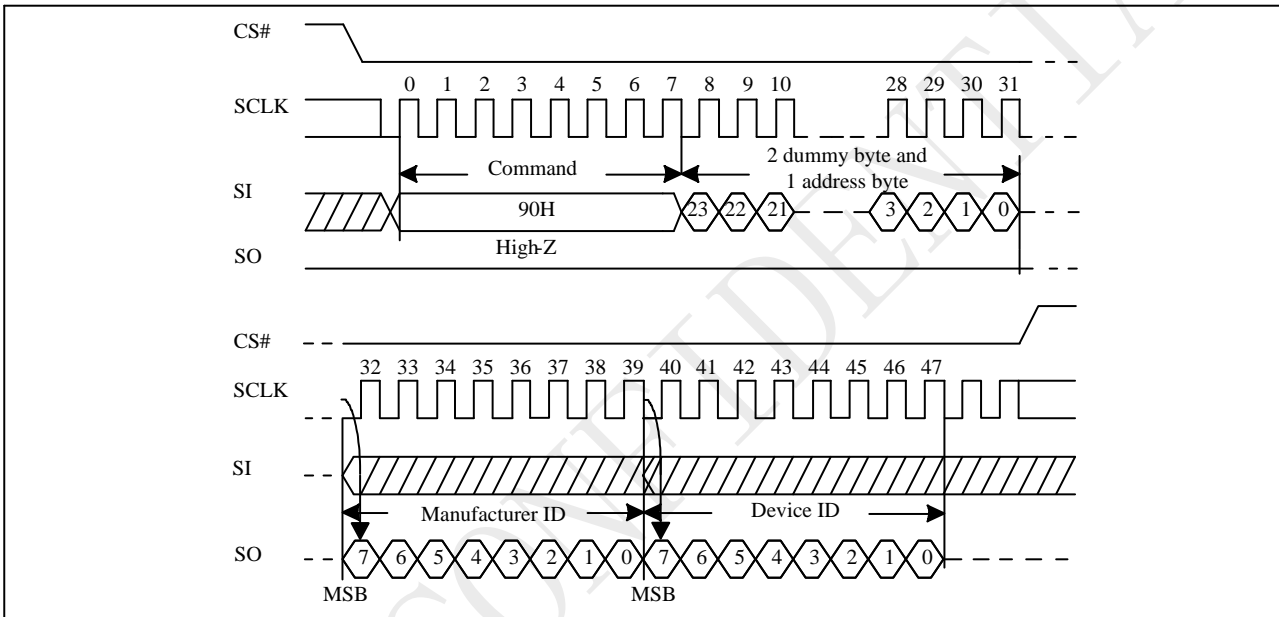 CS#
0 1 2 3 4 5 6 7 8 9 10 28 29 30 31
SCLK
Command
2 dummy byte and
1 address byte
SI
90H
23 22 21 3 2 1 0
High-Z
SO
CS#
32 33 34 35 36 37 38 39 40 41 42 43 44 45 46 47
SCLK
SI
Manufacturer ID
Device ID
SO
7 6 5 4 3 2 1 0 7 6 5 4 3 2 1 0
MSB
MSB
CONFIDENTIA